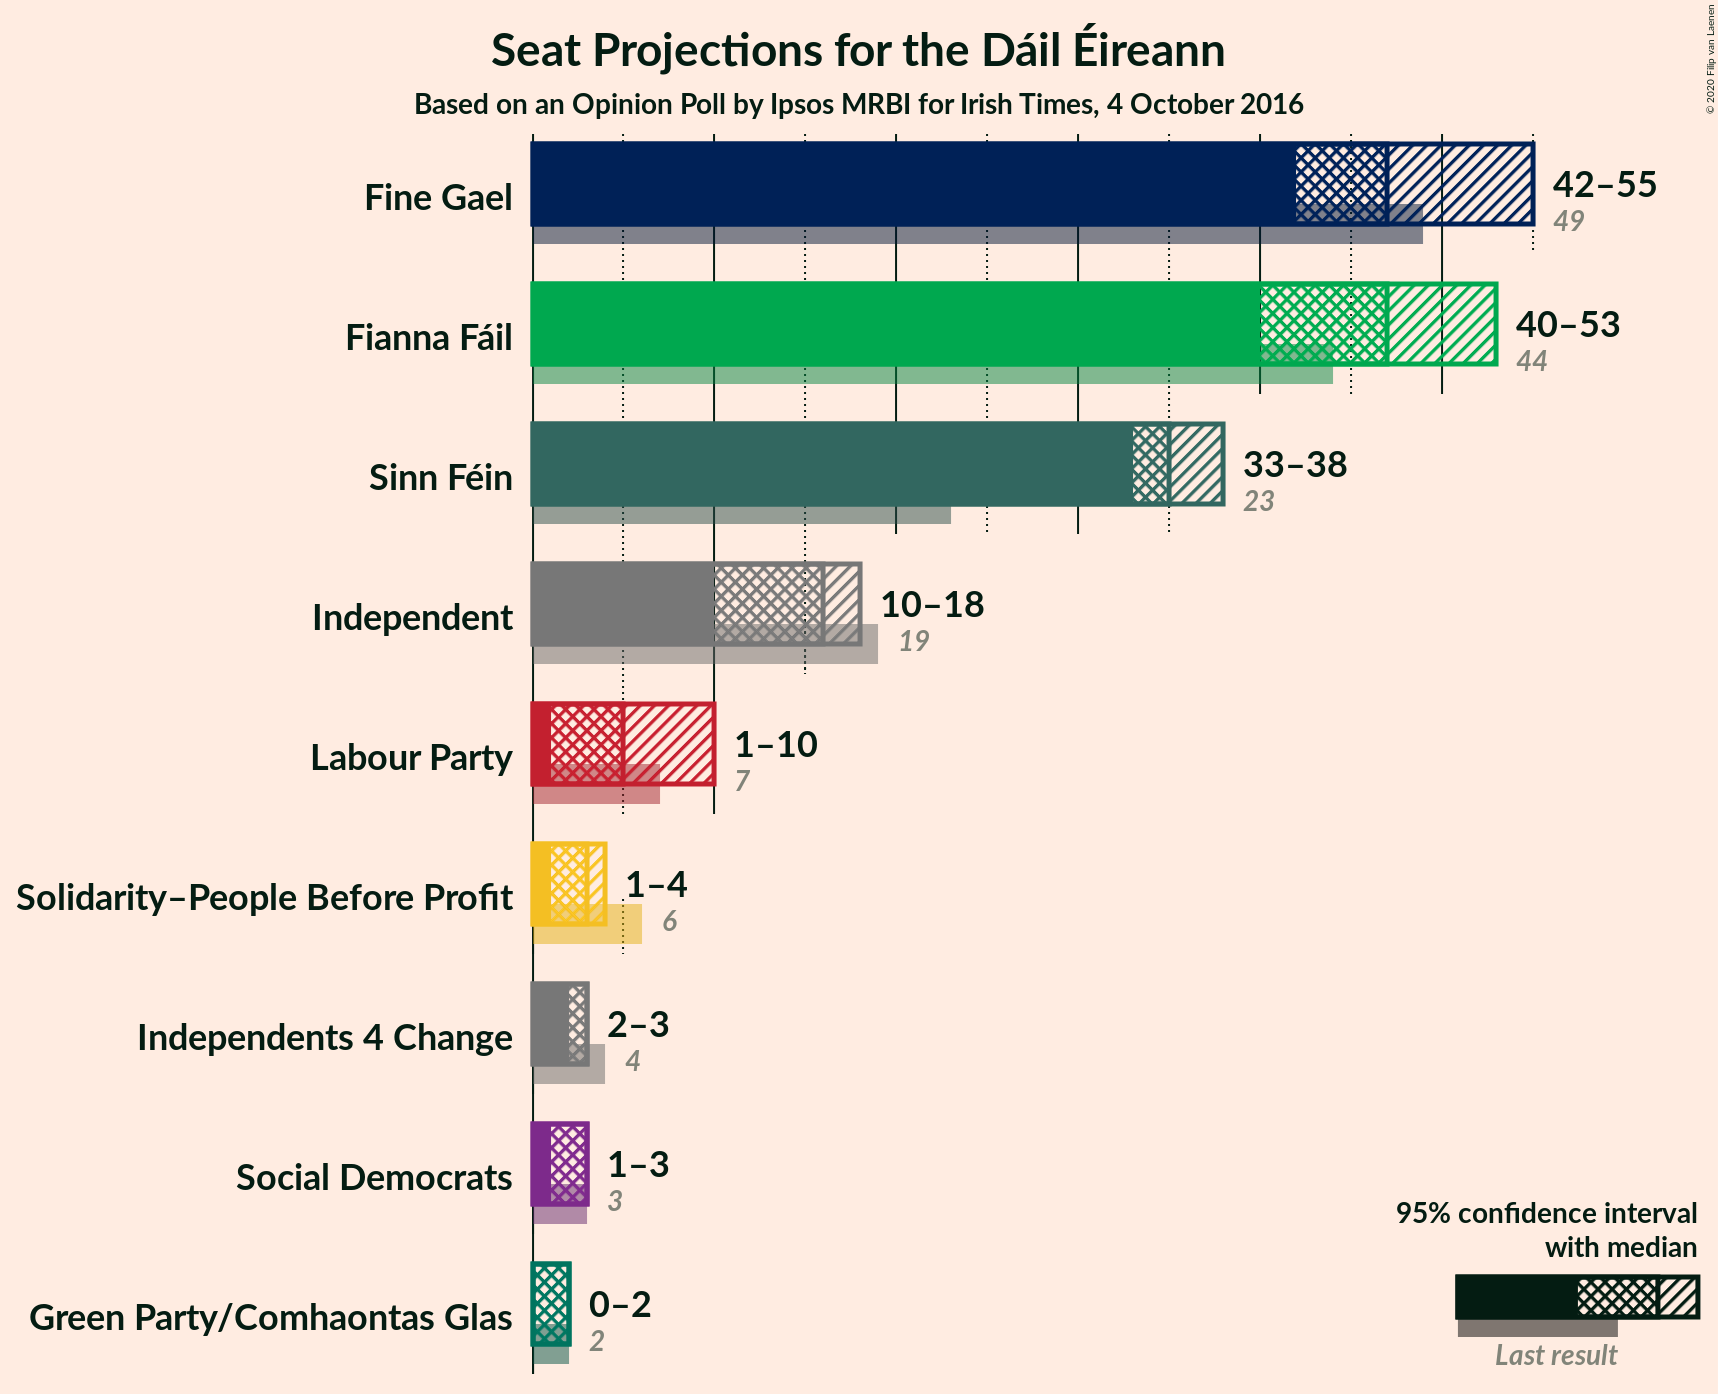 Seat Projections for the Dáil Éireann
Based on an Opinion Poll by Ipsos MRBI for Irish Times, 4 October 2016
© 2020 Filip van Laenen
Fine Gael
42–55
49
Fianna Fáil
40–53
44
Sinn Féin
33–38
23
Independent
10–18
19
Labour Party
1–10
7
Solidarity–People Before Profit
1–4
6
Independents 4 Change
2–3
4
Social Democrats
1–3
3
Green Party/Comhaontas Glas
0–2
2
95% confidence interval
with median
Last result